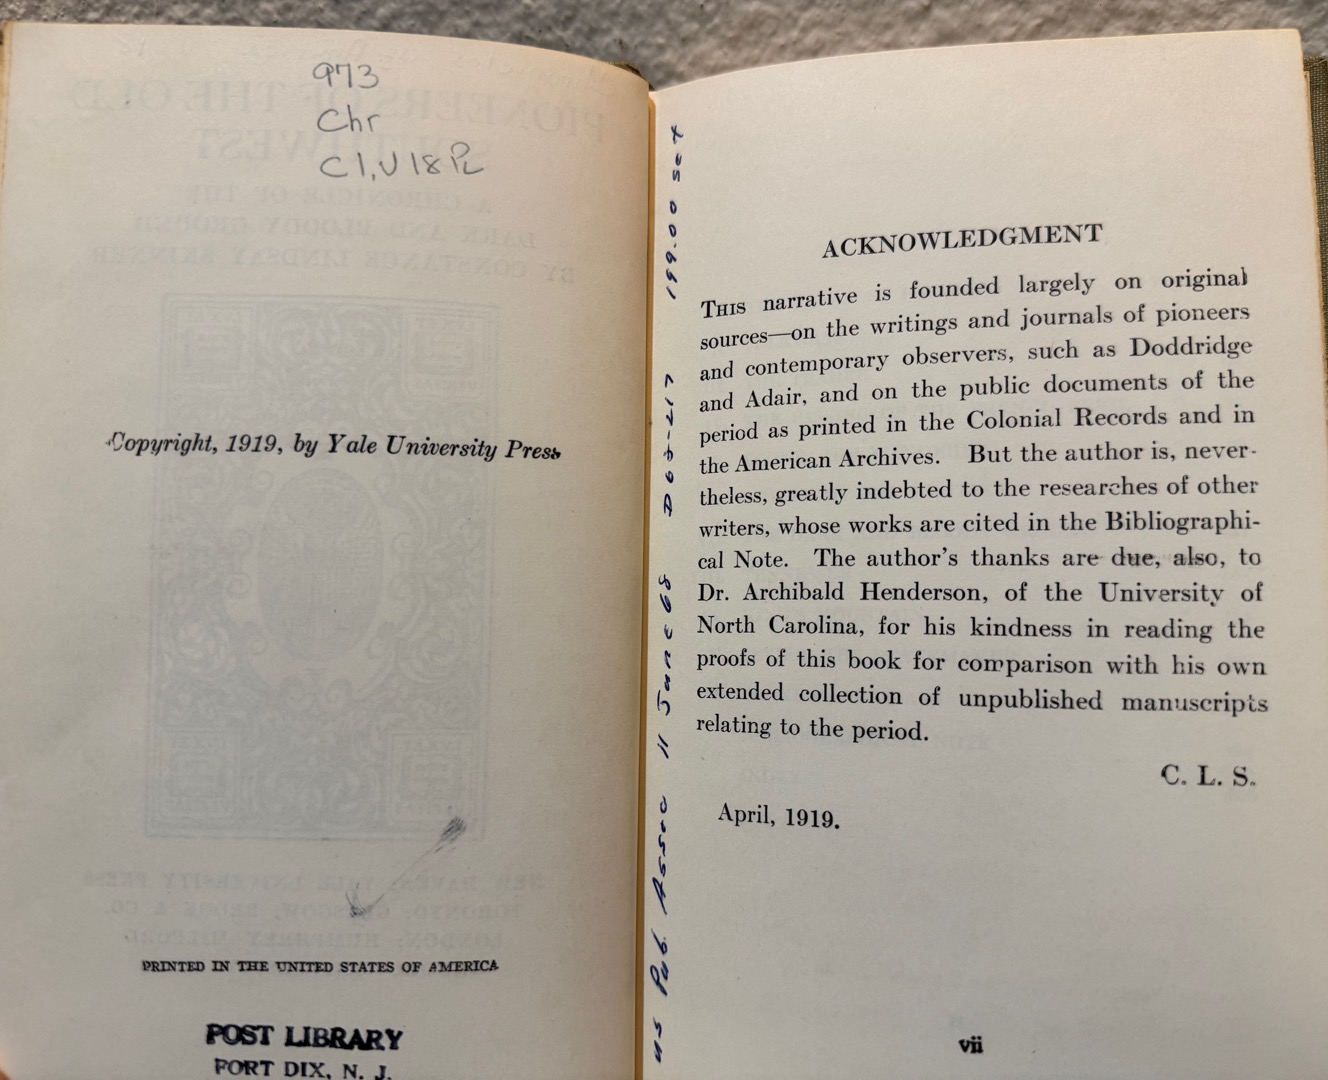 973
Chr
C1, V18 PL
Copyright, 1919, by Yale University Press
PRINTED IN THE UNITED STATES OF AMERICA
POST LIBRARY
FORT DIX, N. J.
US Pub. Assoc 11 June 68 199.00 set
ACKNOWLEDGMENT
THIS narrative is founded largely on original
sources—on the writings and journals of pioneers
and contemporary observers, such as Doddridge
and Adair, and on the public documents of the
period as printed in the Colonial Records and in
the American Archives. But the author is, never-
theless, greatly indebted to the researches of other
writers, whose works are cited in the Bibliographi-
cal Note. The author's thanks are due, also, to
Dr. Archibald Henderson, of the University of
North Carolina, for his kindness in reading the
proofs of this book for comparison with his own
extended collection of unpublished manuscripts
relating to the period.
C. L. S.
April, 1919.
vii